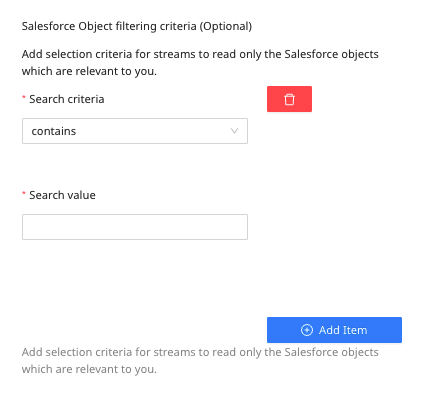 Salesforce Object filtering criteria (Optional)
Add selection criteria for streams to read only the Salesforce objects
which are relevant to you.
* Search criteria
contains
* Search value
Add Item
Add selection criteria for streams to read only the Salesforce objects
which are relevant to you.